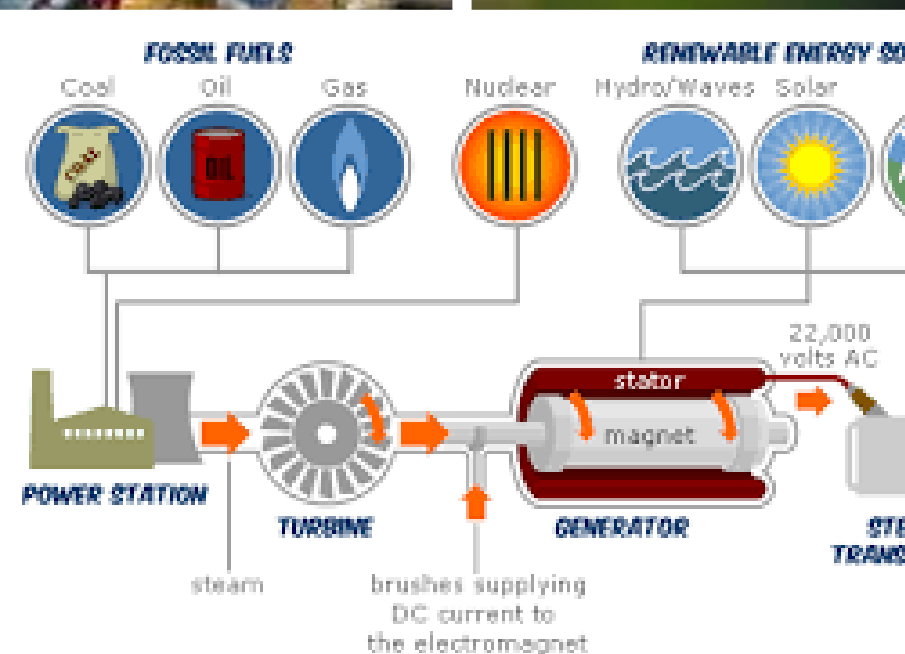 FOSSIL FUELS
RENEWABLE ENERGY
Coal
Oil
Gas
Nuclear
Hydro/Waves
Solar
COAL
OIL
22,000
volts AC
stator
magnet
POWER STATION
TURBINE
GENERATOR
steam
brushes supplying
DC current to
the electromagnet